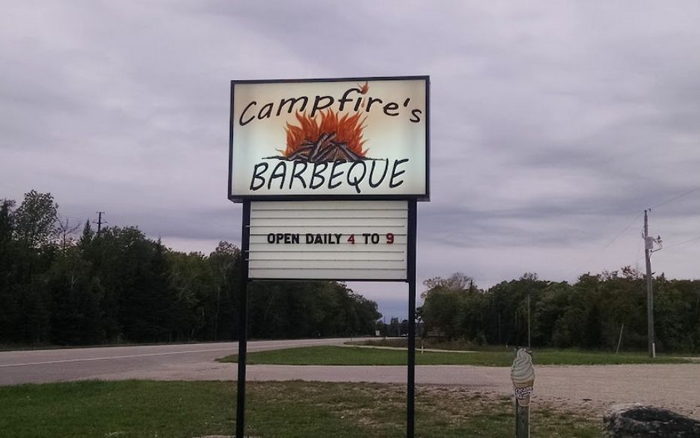 Campfire's
BARBEQUE
OPEN DAILY 4 TO 9